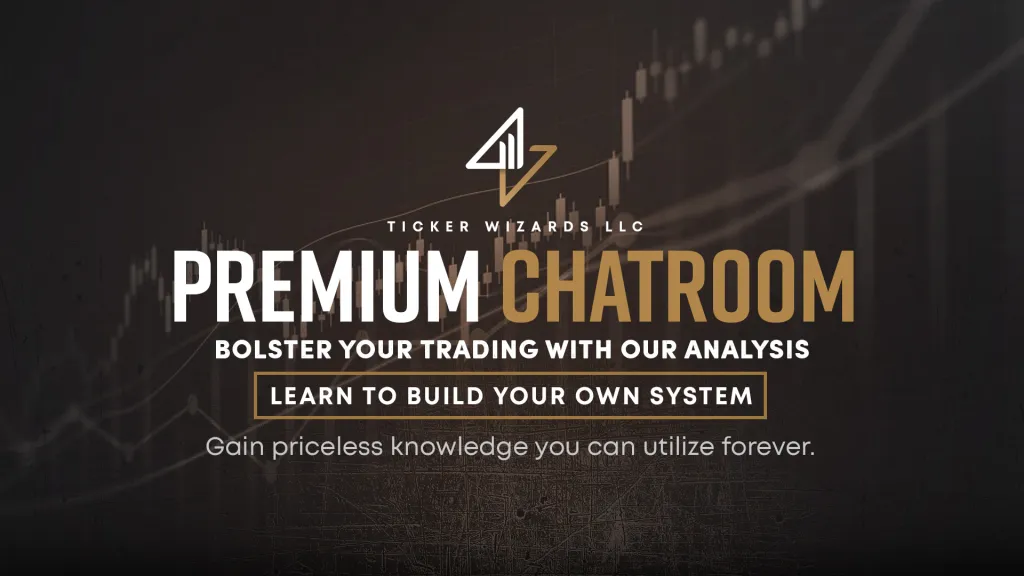 TICKER WIZARDS LLC
PREMIUM CHATROOM
BOLSTER YOUR TRADING WITH OUR ANALYSIS
LEARN TO BUILD YOUR OWN SYSTEM
Gain priceless knowledge you can utilize forever.